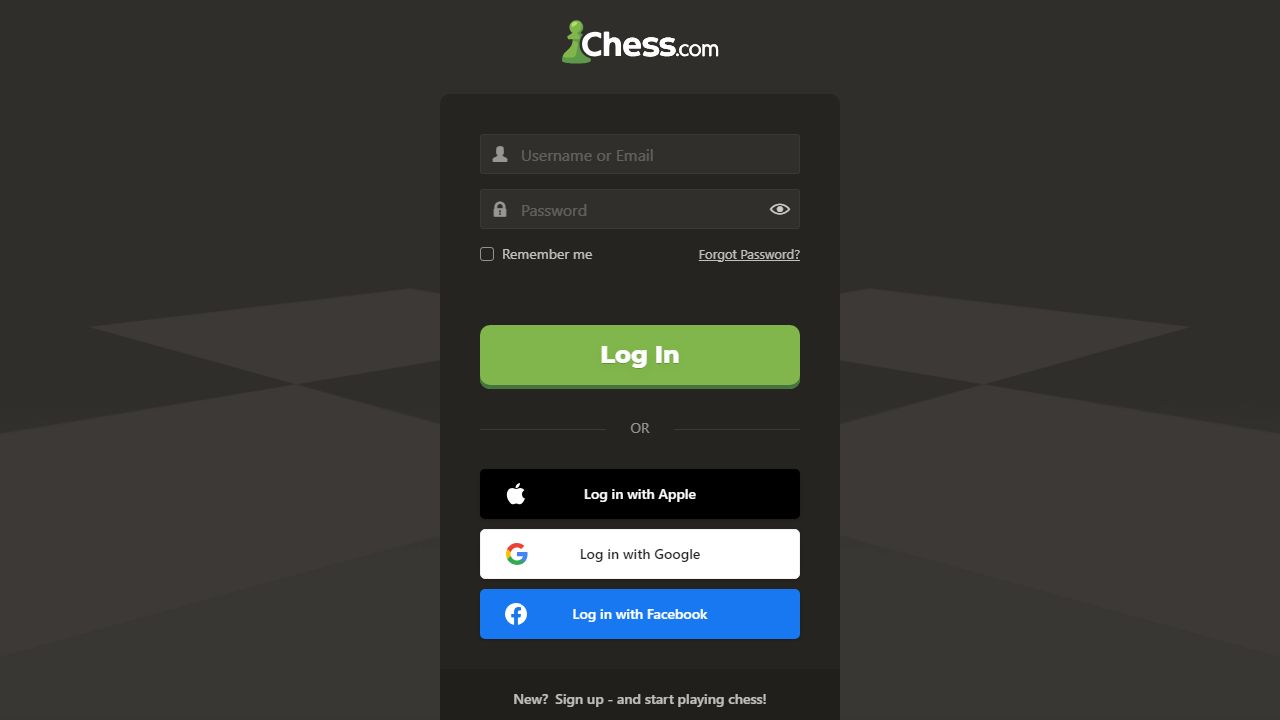 Chess.com
Username or Email
Password
Remember me
Forgot Password?
Log In
OR
Log in with Apple
Log in with Google
Log in with Facebook
New? Sign up - and start playing chess!